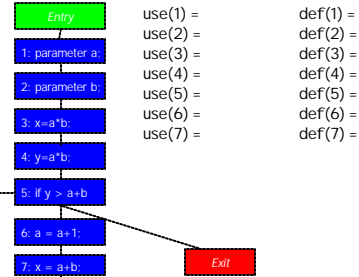 Entry
1: parameter a;
2: parameter b;
3: x=a*b;
4: y=a*b;
5: if y > a+b
6: a = a+1;
7: x = a+b;
Exit
use(1) =
use(2) =
use(3) =
use(4) =
use(5) =
use(6) =
use(7) =
def(1) =
def(2) =
def(3) =
def(4) =
def(5) =
def(6) =
def(7) =